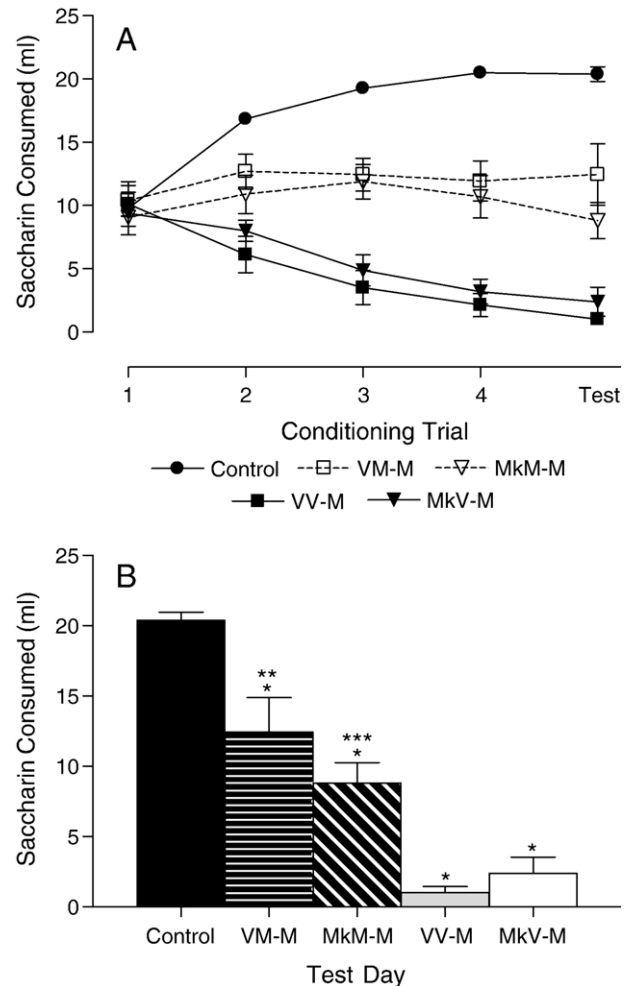 A
Saccharin Consumed (ml)
25
20
15
10
5
0
1 2 3 4 Test
Conditioning Trial
Control VM-M MkM-M
VV-M MkV-M
B
Saccharin Consumed (ml)
25
20
15
10
5
0
**
*
***
*
*
*
Control VM-M MkM-M VV-M MkV-M
Test Day